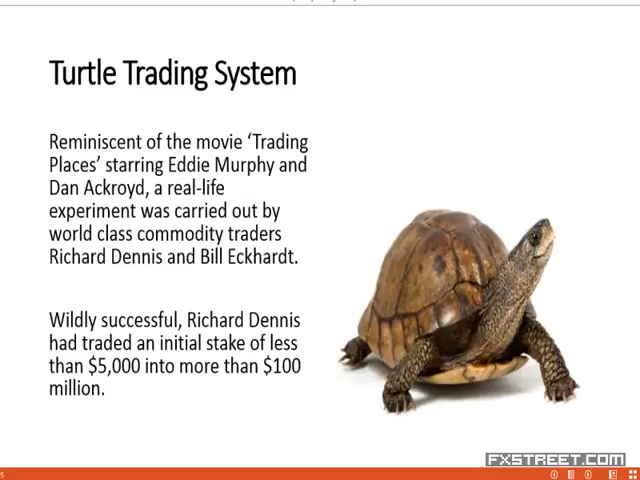 Turtle Trading System
Reminiscent of the movie ‘Trading
Places’ starring Eddie Murphy and
Dan Ackroyd, a real-life
experiment was carried out by
world class commodity traders
Richard Dennis and Bill Eckhardt.
Wildly successful, Richard Dennis
had traded an initial stake of less
than $5,000 into more than $100
million.
FXSTREET.COM